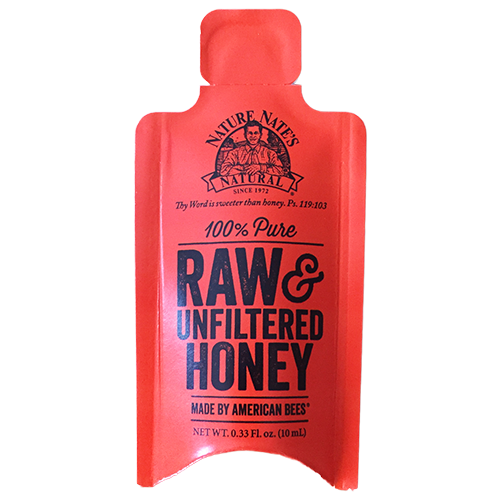 NATURE NATE'S
NATURAL
SINCE 1972 ®
Thy Word is sweeter than honey. Ps. 119:103
100% Pure
RAW &
UNFILTERED
HONEY
MADE BY AMERICAN BEES®
NET WT. 0.33 Fl. oz. (10 mL)